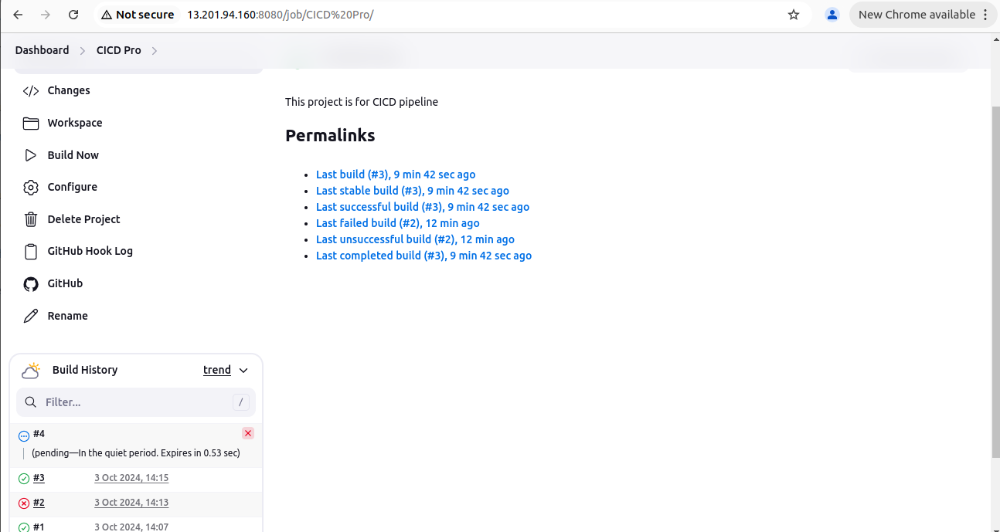 Not secure 13.201.94.160:8080/job/CICD%20Pro/ New Chrome available
Dashboard CICD Pro
Changes
Workspace
Build Now
Configure
Delete Project
GitHub Hook Log
GitHub
Rename
This project is for CICD pipeline
Permalinks
Last build (#3), 9 min 42 sec ago
Last stable build (#3), 9 min 42 sec ago
Last successful build (#3), 9 min 42 sec ago
Last failed build (#2), 12 min ago
Last unsuccessful build (#2), 12 min ago
Last completed build (#3), 9 min 42 sec ago
Build History trend
Filter... /
#4
(pending—In the quiet period. Expires in 0.53 sec)
#3 3 Oct 2024, 14:15
#2 3 Oct 2024, 14:13
#1 3 Oct 2024, 14:07